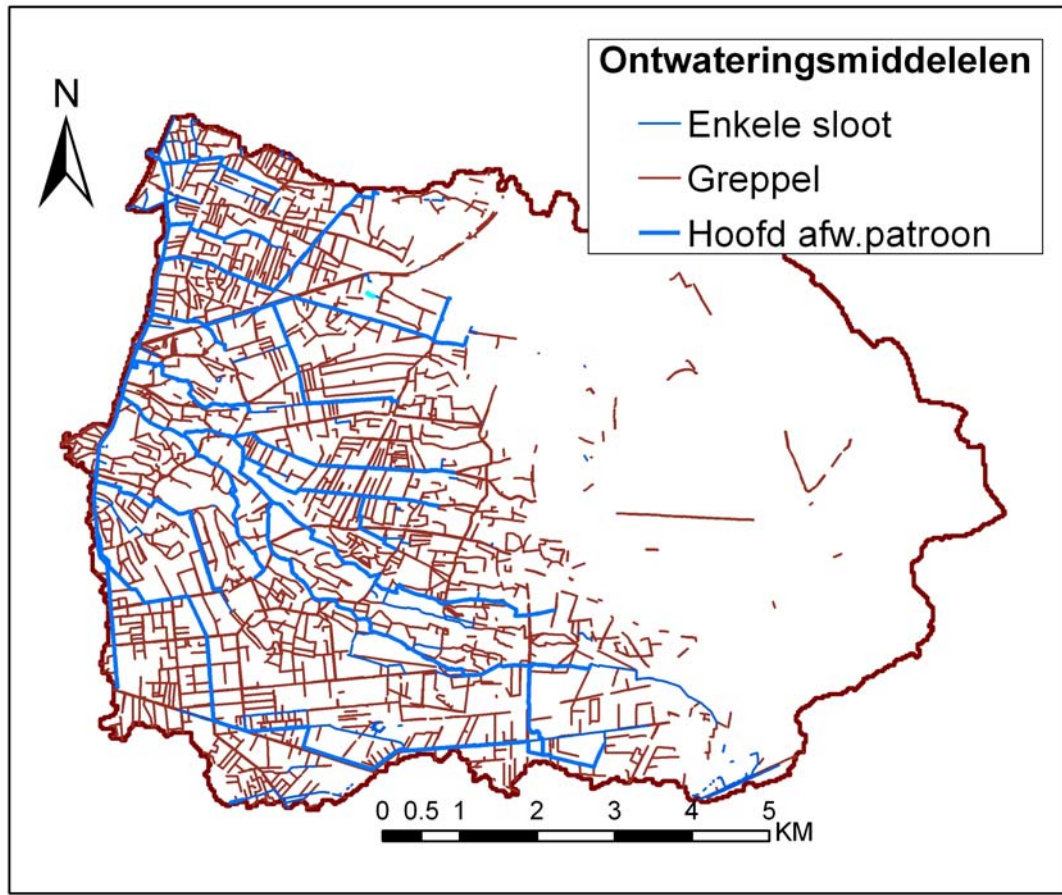 Ontwateringsmiddelelen
N
Enkele sloot
Greppel
Hoofd afw.patroon
0 0.5 1 2 3 4 5
KM